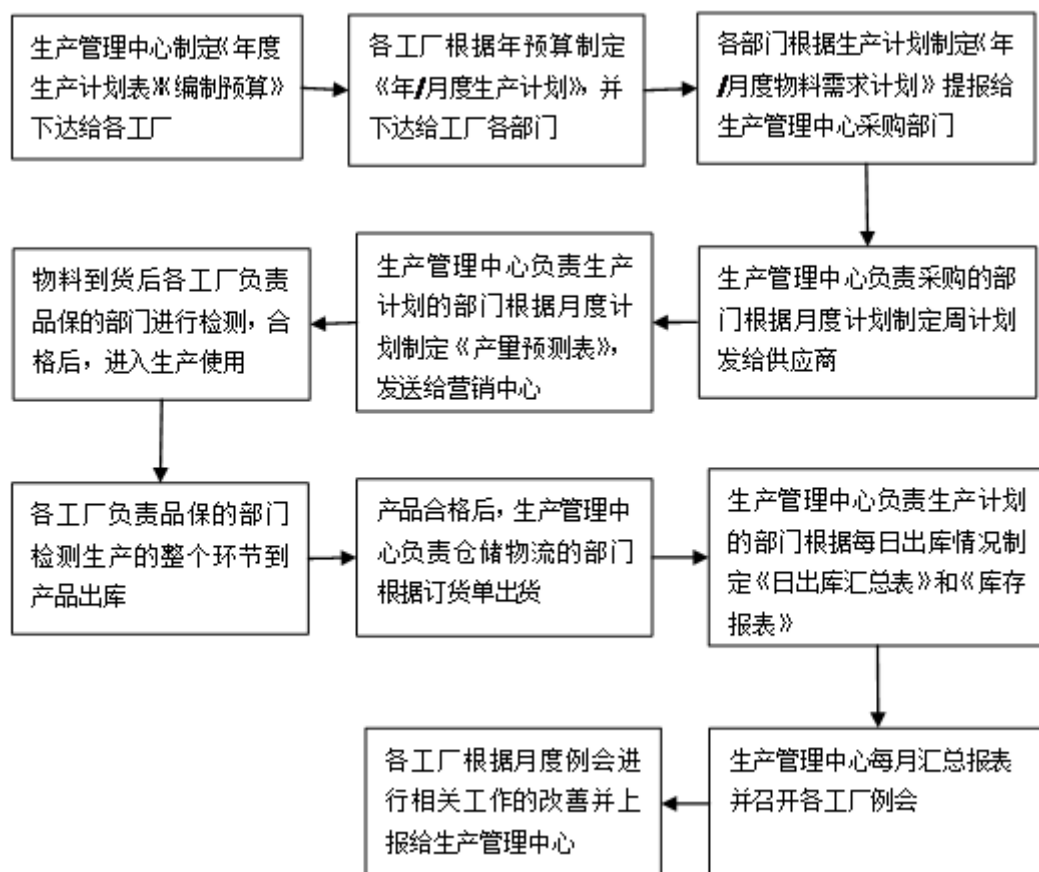 生产管理中心制定《年度
生产计划表》《编制预算》
下达给各工厂
各工厂根据年预算制定
《年/月度生产计划》，并
下达给工厂各部门
各部门根据生产计划制定《年
/月度物料需求计划》提报给
生产管理中心采购部门
生产管理中心负责采购的部
门根据月度计划制定周计划
发给供应商
生产管理中心负责生产
计划的部门根据月度计
划制定《产量预测表》，
发送给营销中心
物料到货后各工厂负责
品保的部门进行检测，合
格后，进入生产使用
各工厂负责品保的部门
检测生产的整个环节到
产品出库
产品合格后，生产管理中
心负责仓储物流的部门
根据订货单出货
生产管理中心负责生产计划
的部门根据每日出库情况制
定《日出库汇总表》和《库存
报表》
生产管理中心每月汇总报表
并召开各工厂例会
各工厂根据月度例会进
行相关工作的改善并上
报给生产管理中心